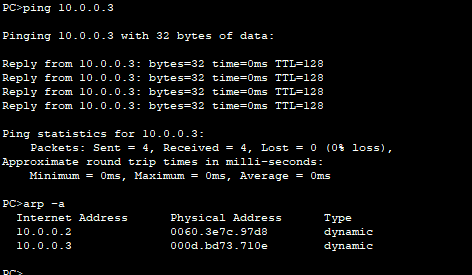 PC>ping 10.0.0.3
Pinging 10.0.0.3 with 32 bytes of data:
Reply from 10.0.0.3: bytes=32 time=0ms TTL=128
Reply from 10.0.0.3: bytes=32 time=0ms TTL=128
Reply from 10.0.0.3: bytes=32 time=0ms TTL=128
Reply from 10.0.0.3: bytes=32 time=0ms TTL=128
Ping statistics for 10.0.0.3:
Packets: Sent = 4, Received = 4, Lost = 0 (0% loss),
Approximate round trip times in milli-seconds:
Minimum = 0ms, Maximum = 0ms, Average = 0ms
PC>arp -a
Internet Address Physical Address Type
10.0.0.2 0060.3e7c.97d8 dynamic
10.0.0.3 000d.bd73.710e dynamic
PC>